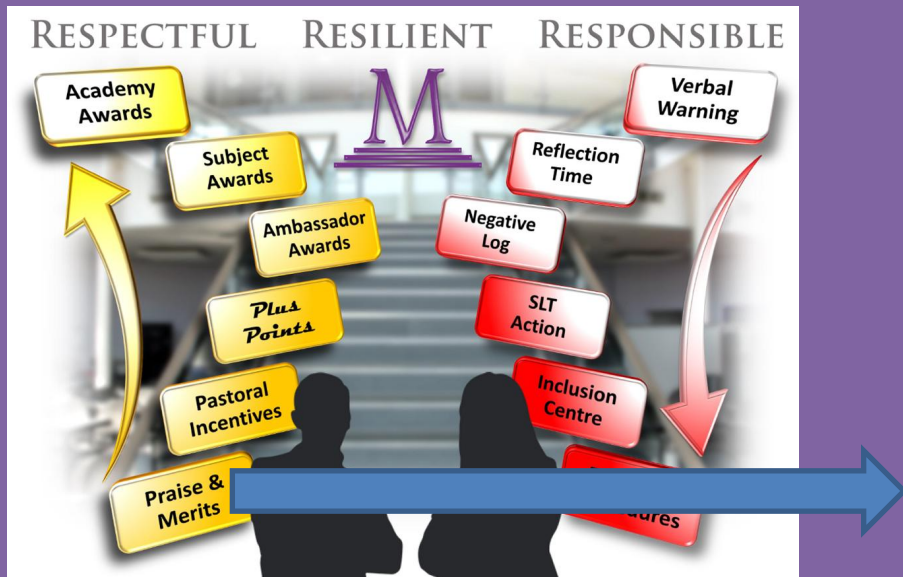 RESPECTFUL RESILIENT RESPONSIBLE
Academy
Awards
Subject
Awards
Ambassador
Awards
Plus
Points
Pastoral
Incentives
Praise &
Merits
M
Verbal
Warning
Reflection
Time
Negative
Log
SLT
Action
Inclusion
Centre